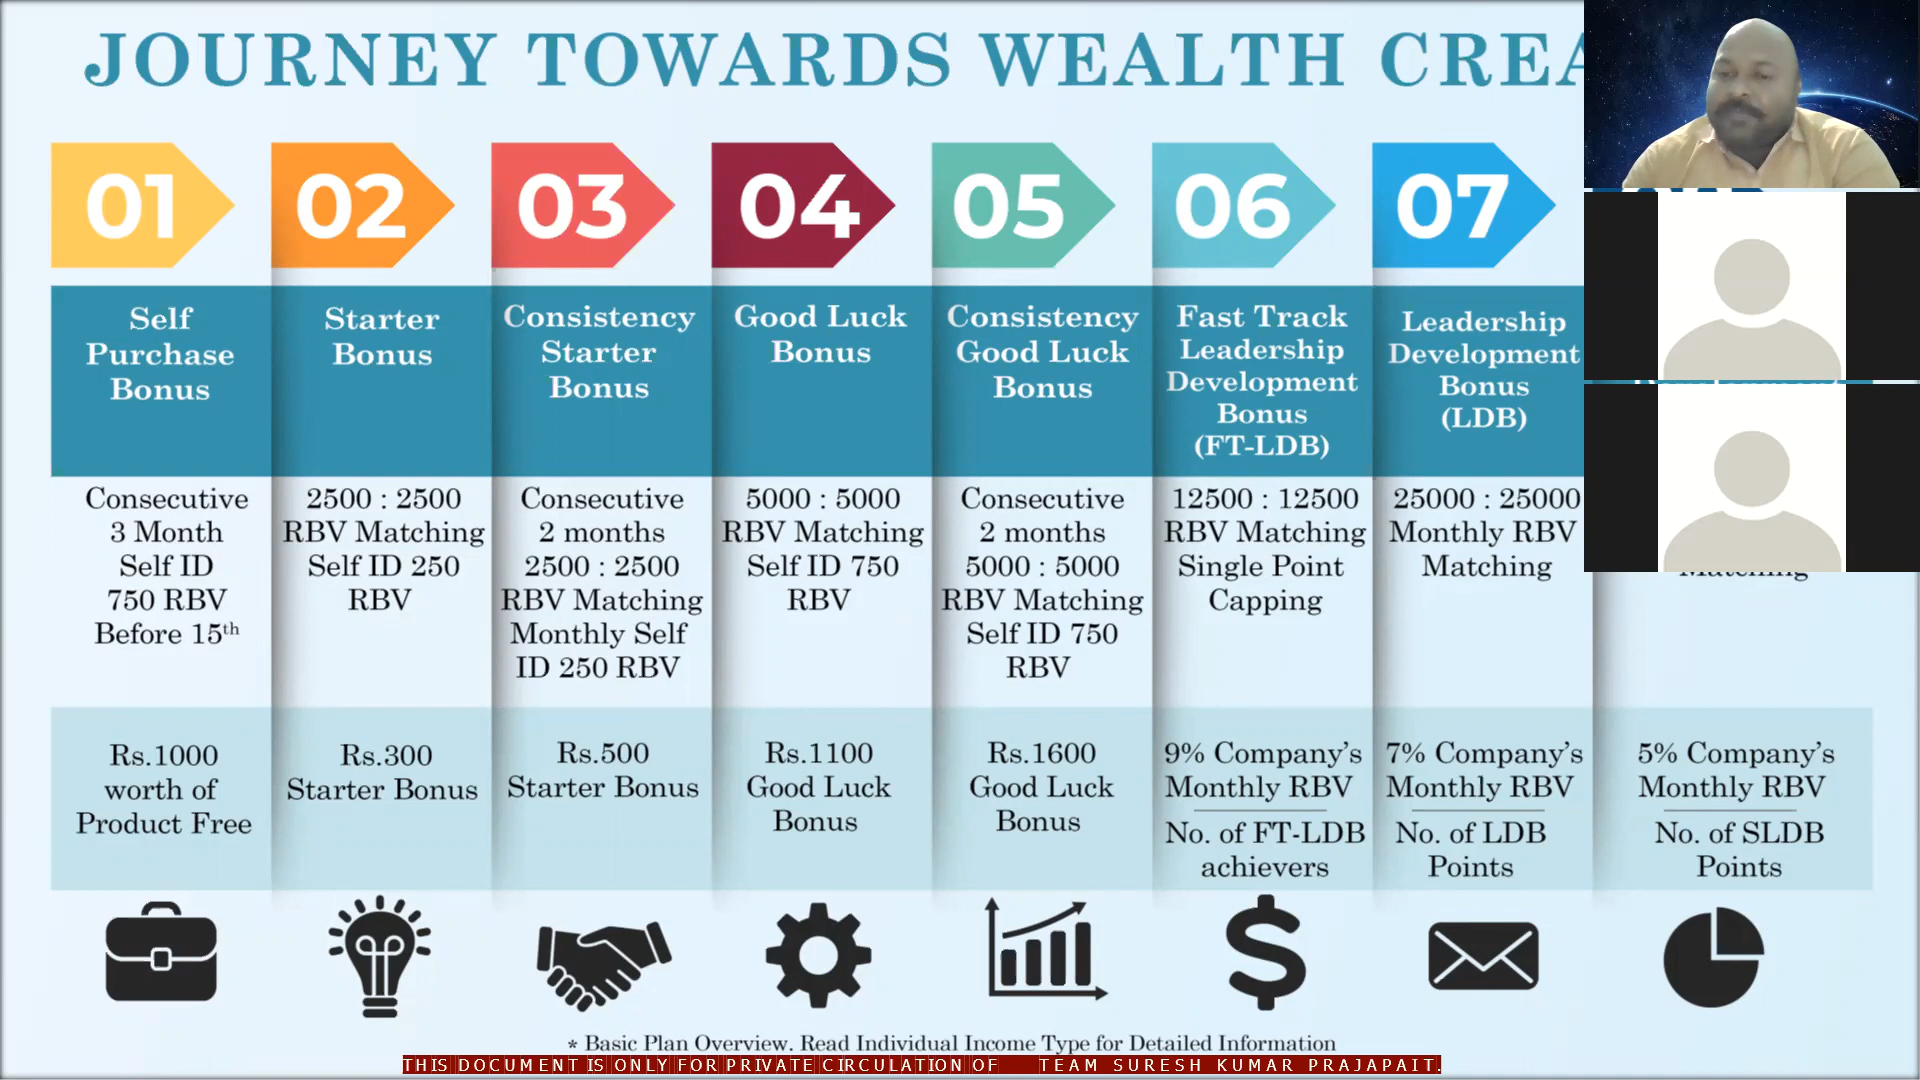 JOURNEY TOWARDS WEALTH CREA
01
02
03
04
05
06
07
Self
Purchase
Bonus
Starter
Bonus
Consistency
Starter
Bonus
Good Luck
Bonus
Consistency
Good Luck
Bonus
Fast Track
Leadership
Development
Bonus
(FT-LDB)
Leadership
Development
Bonus
(LDB)
Consecutive
3 Month
Self ID
750 RBV
Before 15th
2500 : 2500
RBV Matching
Self ID 250
RBV
Consecutive
2 months
2500 : 2500
RBV Matching
Monthly Self
ID 250 RBV
5000 : 5000
RBV Matching
Self ID 750
RBV
Consecutive
2 months
5000 : 5000
RBV Matching
Self ID 750
RBV
12500 : 12500
RBV Matching
Single Point
Capping
25000 : 25000
Monthly RBV
Matching
Matching
Rs.1000
worth of
Product Free
Rs.300
Starter Bonus
Rs.500
Starter Bonus
Rs.1100
Good Luck
Bonus
Rs.1600
Good Luck
Bonus
9% Company's
Monthly RBV
No. of FT-LDB
achievers
7% Company's
Monthly RBV
No. of LDB
Points
5% Company's
Monthly RBV
No. of SLDB
Points
* Basic Plan Overview. Read Individual Income Type for Detailed Information
THIS DOCUMENT IS ONLY FOR PRIVATE CIRCULATION OF TEAM SURESH KUMAR PRAJAPAIT.